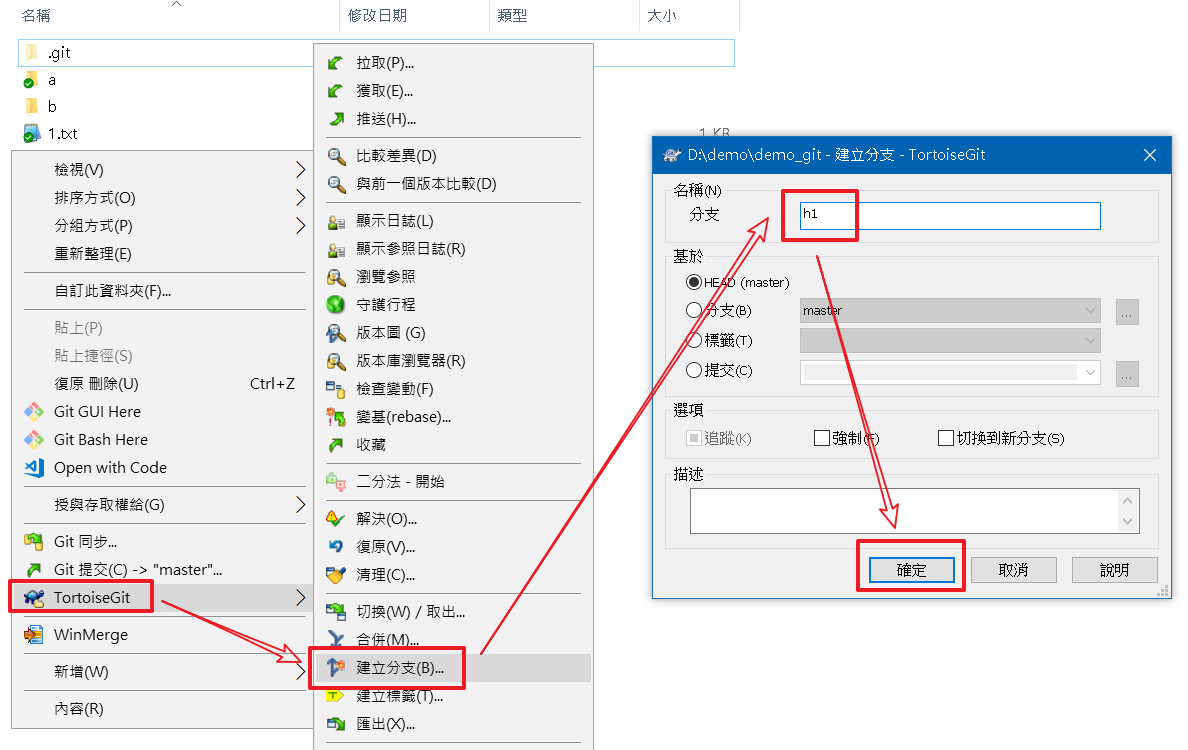 名稱 修改日期 類型 大小
.git
a
b
1.txt
1 KB
檢視(V)
排序方式(O)
分組方式(P)
重新整理(E)
自訂此資料夾(F)...
貼上(P)
貼上捷徑(S)
復原 刪除(U) Ctrl+Z
Git GUI Here
Git Bash Here
Open with Code
授與存取權給(G)
Git 同步...
Git 提交(C) -> "master"...
TortoiseGit
WinMerge
新增(W)
內容(R)
拉取(P)...
獲取(E)...
推送(H)...
比較差異(D)
與前一個版本比較(D)
顯示日誌(L)
顯示參照日誌(R)
瀏覽參照
守護行程
版本圖 (G)
版本庫瀏覽器(R)
檢查變動(F)
變基(rebase)...
收藏
二分法 - 開始
解決(O)...
復原(V)...
清理(C)...
切換(W) / 取出...
合併(M)...
建立分支(B)...
建立標籤(T)...
匯出(X)...
D:\demo\demo_git - 建立分支 - TortoiseGit
名稱(N)
分支 h1
基於
HEAD (master)
分支(B) master ...
標籤(T)
提交(C) ...
選項
追蹤(K) 強制(F) 切換到新分支(S)
描述
確定 取消 說明